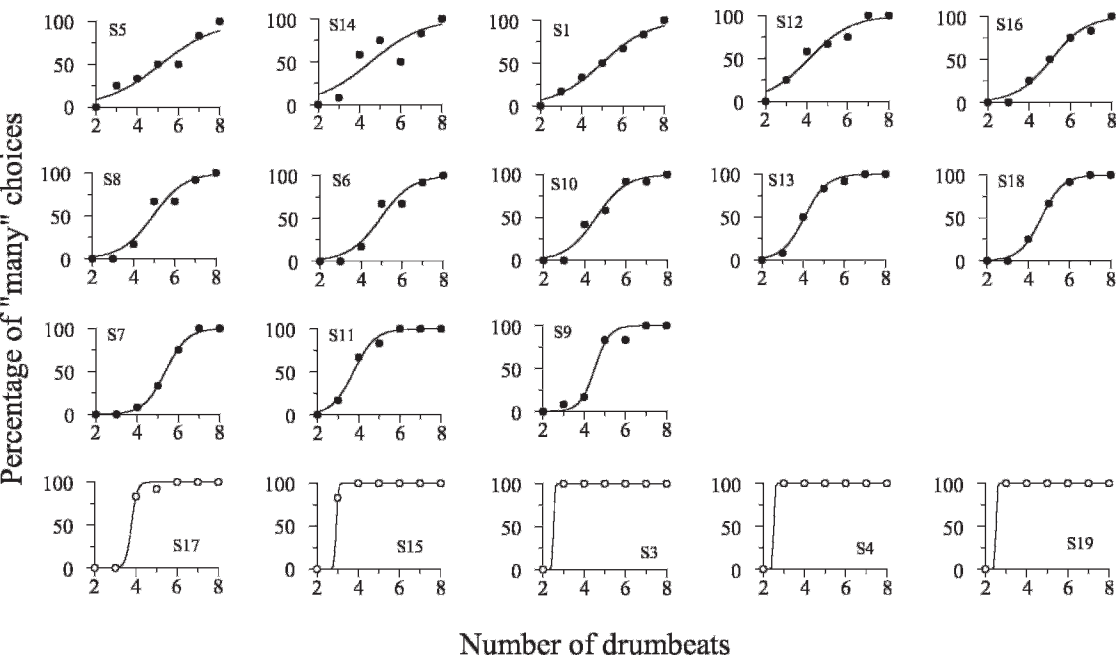 Percentage of "many" choices
S5 S14 S1 S12 S16
100 100 100 100 100
50 50 50 50 50
0 0 0 0 0
2 4 6 8 2 4 6 8 2 4 6 8 2 4 6 8 2 4 6 8
S8 S6 S10 S13 S18
100 100 100 100 100
50 50 50 50 50
0 0 0 0 0
2 4 6 8 2 4 6 8 2 4 6 8 2 4 6 8 2 4 6 8
S7 S11 S9
100 100 100
50 50 50
0 0 0
2 4 6 8 2 4 6 8 2 4 6 8
100 100 100 100 100
50 50 50 50 50
S17 S15 S3 S4 S19
0 0 0 0 0
2 4 6 8 2 4 6 8 2 4 6 8 2 4 6 8 2 4 6 8
Number of drumbeats